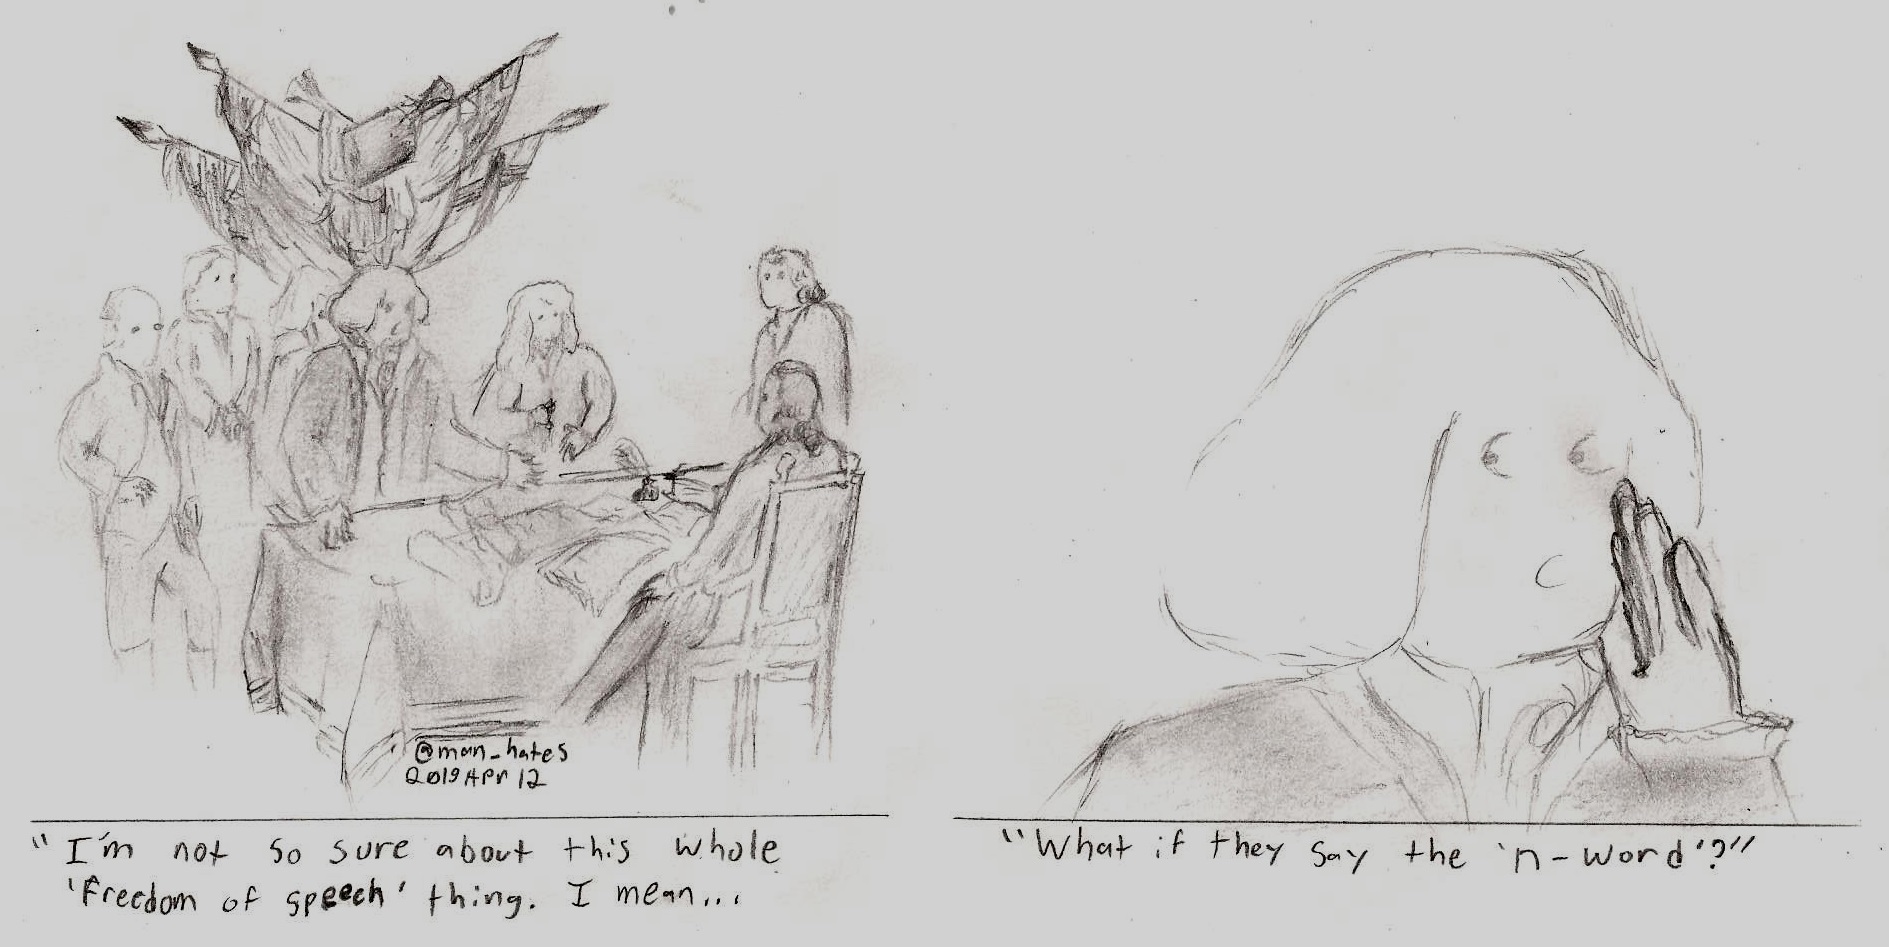 @man_hates
2019 Apr 12
"I'm not so sure about this whole
'freedom of speech' thing. I mean...
"What if they say the 'n-word'?"